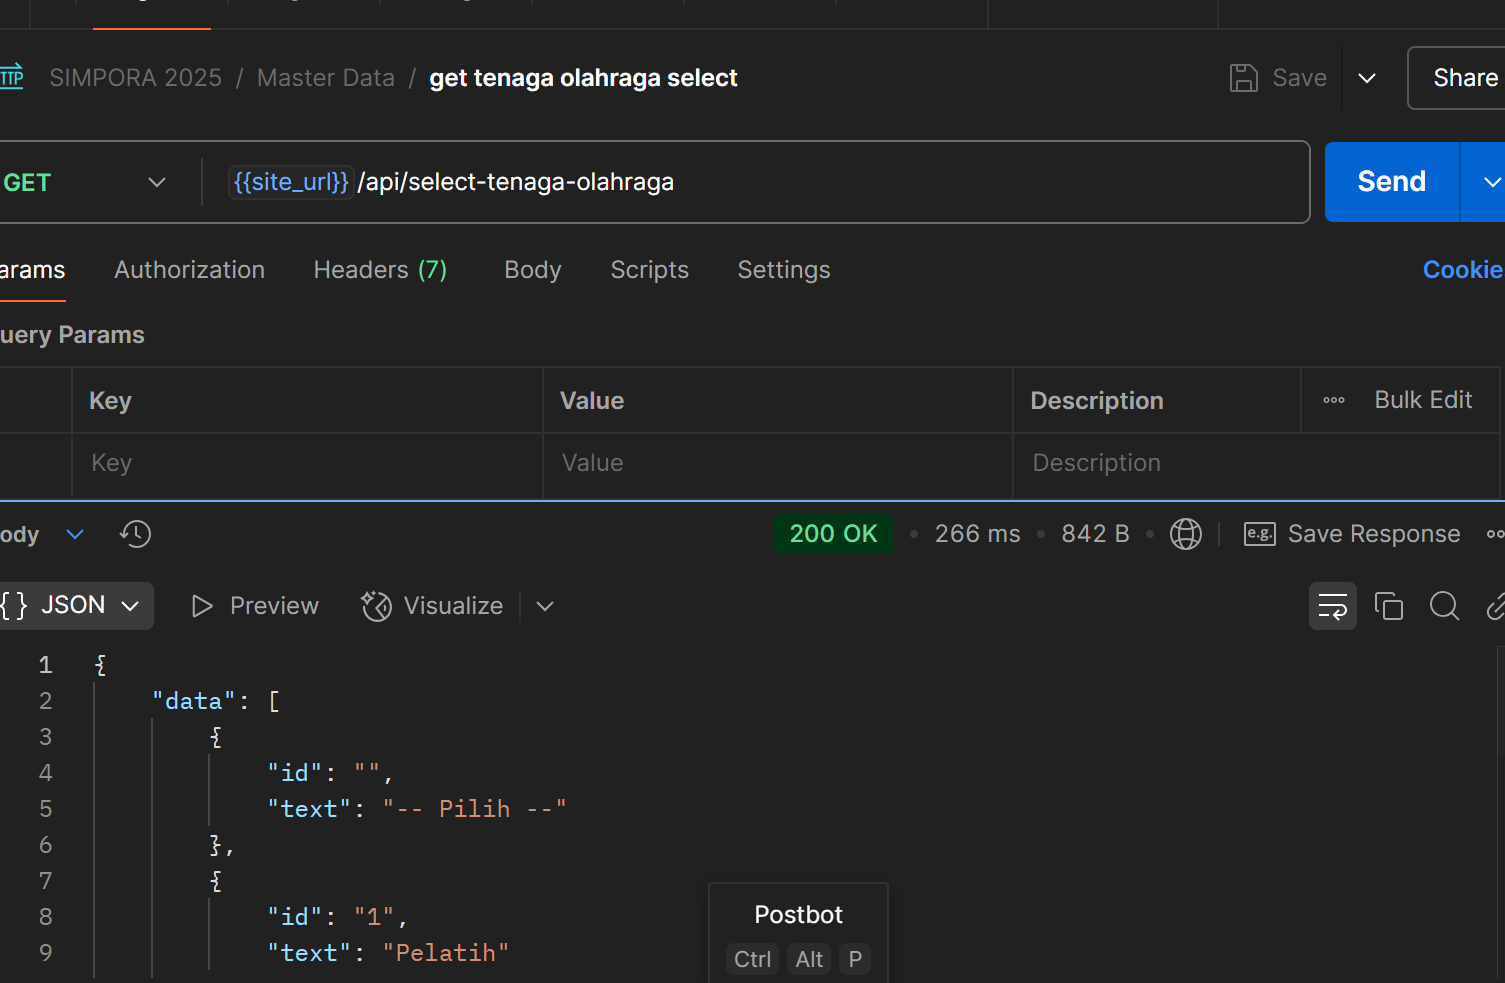 SIMPORA 2025 / Master Data / get tenaga olahraga select
Save
Share
GET
{{site_url}}/api/select-tenaga-olahraga
Send
arams
Authorization
Headers (7)
Body
Scripts
Settings
Cookie
uery Params
Key
Value
Description
Bulk Edit
Key
Value
Description
ody
200 OK
266 ms
842 B
e.g.
Save Response
{} JSON
Preview
Visualize
1 {
2 "data": [
3 {
4 "id": "",
5 "text": "-- Pilih --"
6 },
7 {
8 "id": "1",
9 "text": "Pelatih"
Postbot
Ctrl Alt P